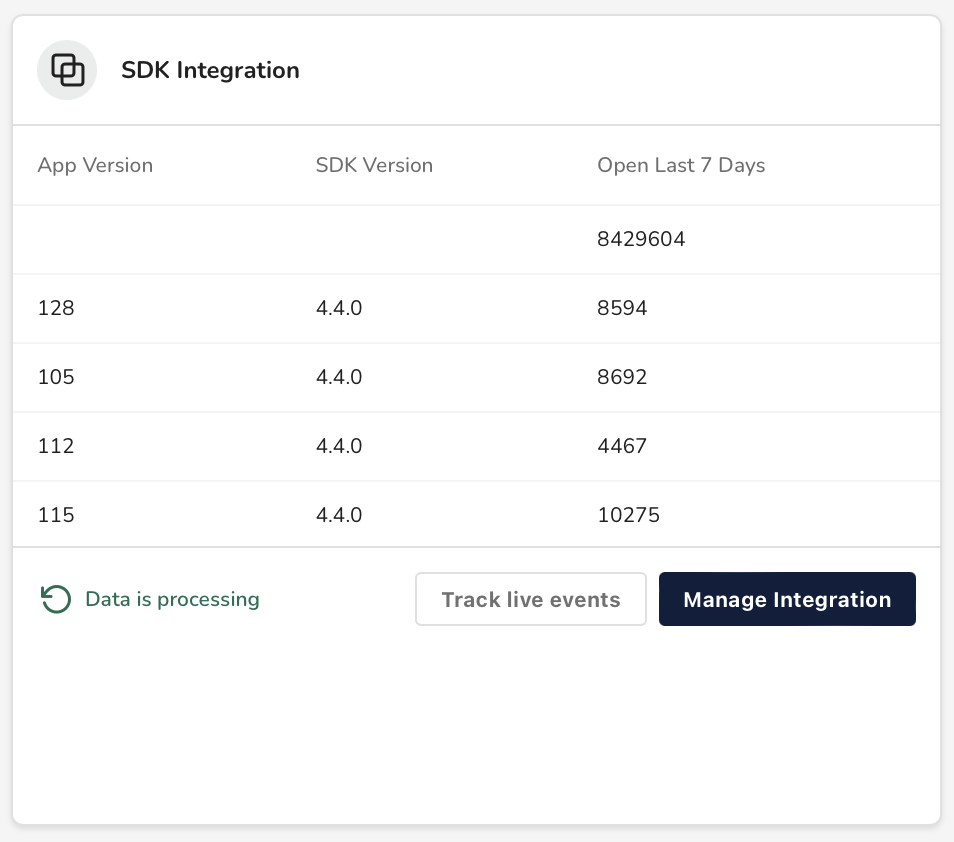 SDK Integration
App Version SDK Version Open Last 7 Days
8429604
128 4.4.0 8594
105 4.4.0 8692
112 4.4.0 4467
115 4.4.0 10275
Data is processing Track live events Manage Integration